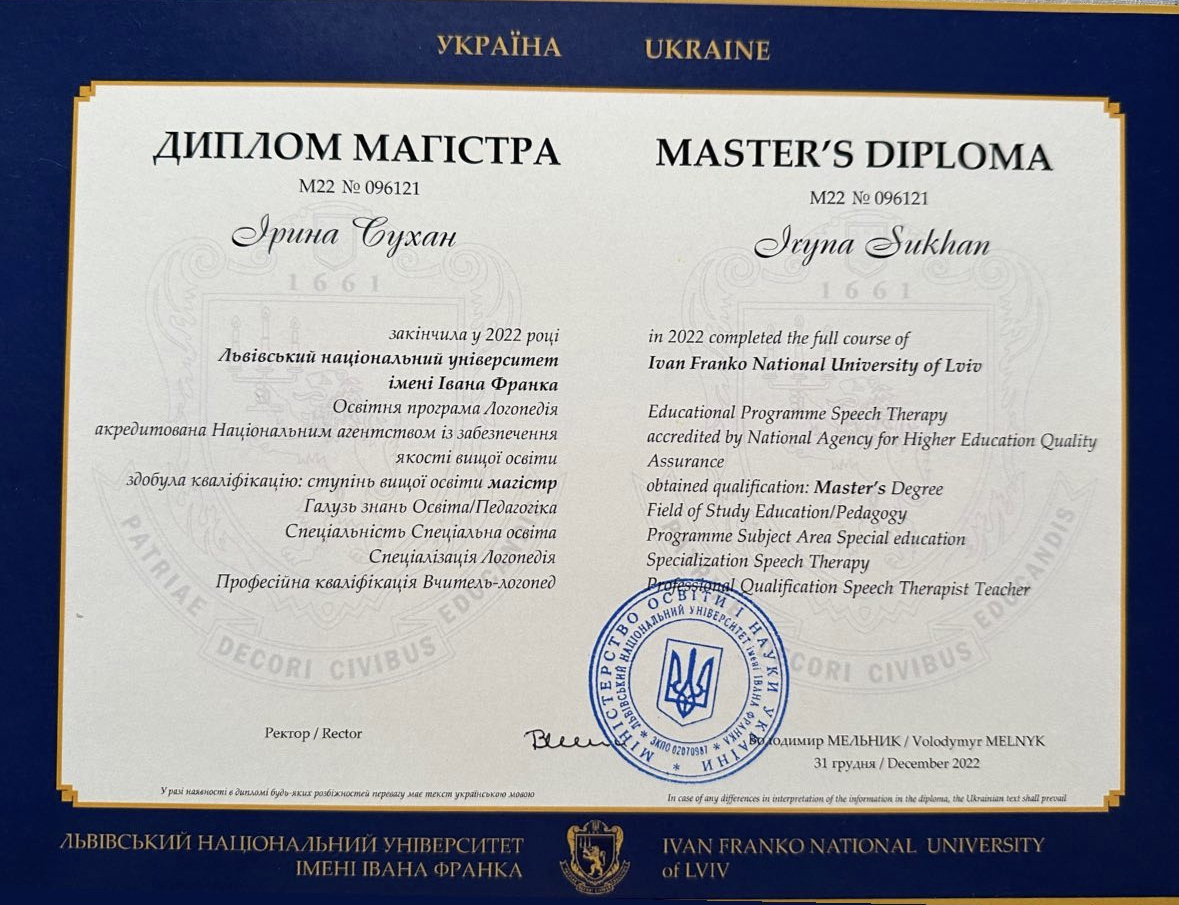 УКРАЇНА
UKRAINE
ДИПЛОМ МАГІСТРА
М22 № 096121
Ірина Сухан
1661
закінчила у 2022 році
Львівський національний університет
імені Івана Франка
Освітня програма Логопедія
акредитована Національним агентством із забезпечення
якості вищої освіти
здобула кваліфікацію: ступінь вищої освіти магістр
Галузь знань Освіта/Педагогіка
Спеціальність Спеціальна освіта
Спеціалізація Логопедія
Професійна кваліфікація Вчитель-логопед
PATRIAE DECORI CIVIBUS EDUCANDIS
Ректор / Rector
У разі наявності в дипломі будь-яких розбіжностей перевагу має текст українською мовою
MASTER'S DIPLOMA
M22 № 096121
Iryna Sukhan
1661
in 2022 completed the full course of
Ivan Franko National University of Lviv
Educational Programme Speech Therapy
accredited by National Agency for Higher Education Quality
Assurance
obtained qualification: Master's Degree
Field of Study Education/Pedagogy
Programme Subject Area Special education
Specialization Speech Therapy
Professional Qualification Speech Therapist Teacher
CORI CIVIBUS EDUCANDIS
МІНІСТЕРСТВО ОСВІТИ І НАУКИ УКРАЇНИ
ЛЬВІВСЬКИЙ НАЦІОНАЛЬНИЙ УНІВЕРСИТЕТ імені ІВАНА ФРАНКА
ЗКПО 02070987
Володимир МЕЛЬНИК / Volodymyr MELNYK
31 грудня / December 2022
In case of any differences in interpretation of the information in the diploma, the Ukrainian text shall prevail
ЛЬВІВСЬКИЙ НАЦІОНАЛЬНИЙ УНІВЕРСИТЕТ
ІМЕНІ ІВАНА ФРАНКА
IVAN FRANKO NATIONAL UNIVERSITY
of LVIV